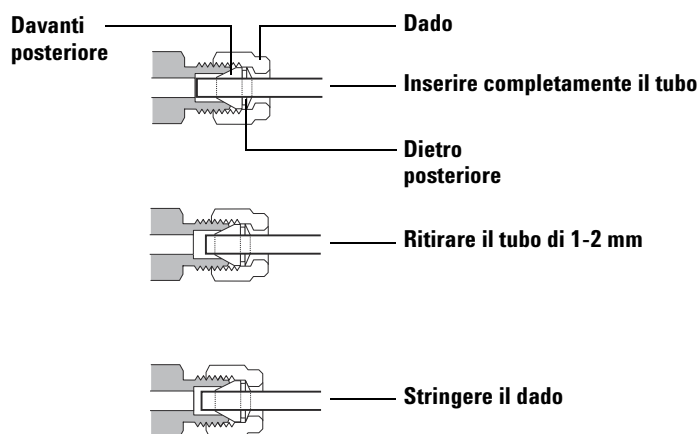 Davanti
posteriore
Dado
Inserire completamente il tubo
Dietro
posteriore
Ritirare il tubo di 1-2 mm
Stringere il dado